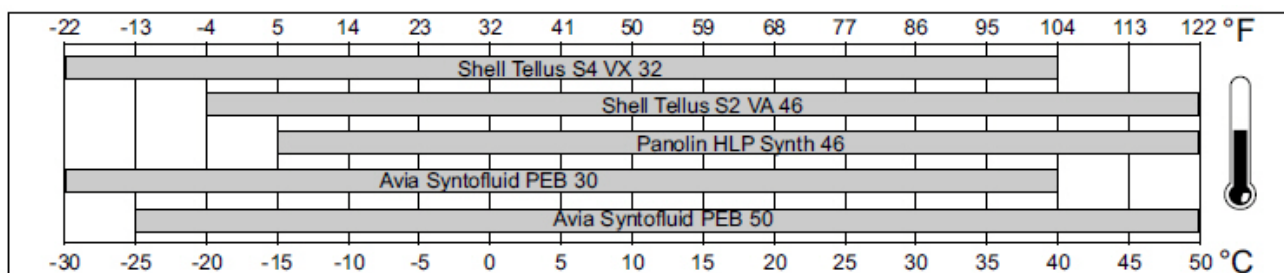 -22 -13 -4 5 14 23 32 41 50 59 68 77 86 95 104 113 122 °F
Shell Tellus S4 VX 32
Shell Tellus S2 VA 46
Panolin HLP Synth 46
Avia Syntofluid PEB 30
Avia Syntofluid PEB 50
-30 -25 -20 -15 -10 -5 0 5 10 15 20 25 30 35 40 45 50 °C